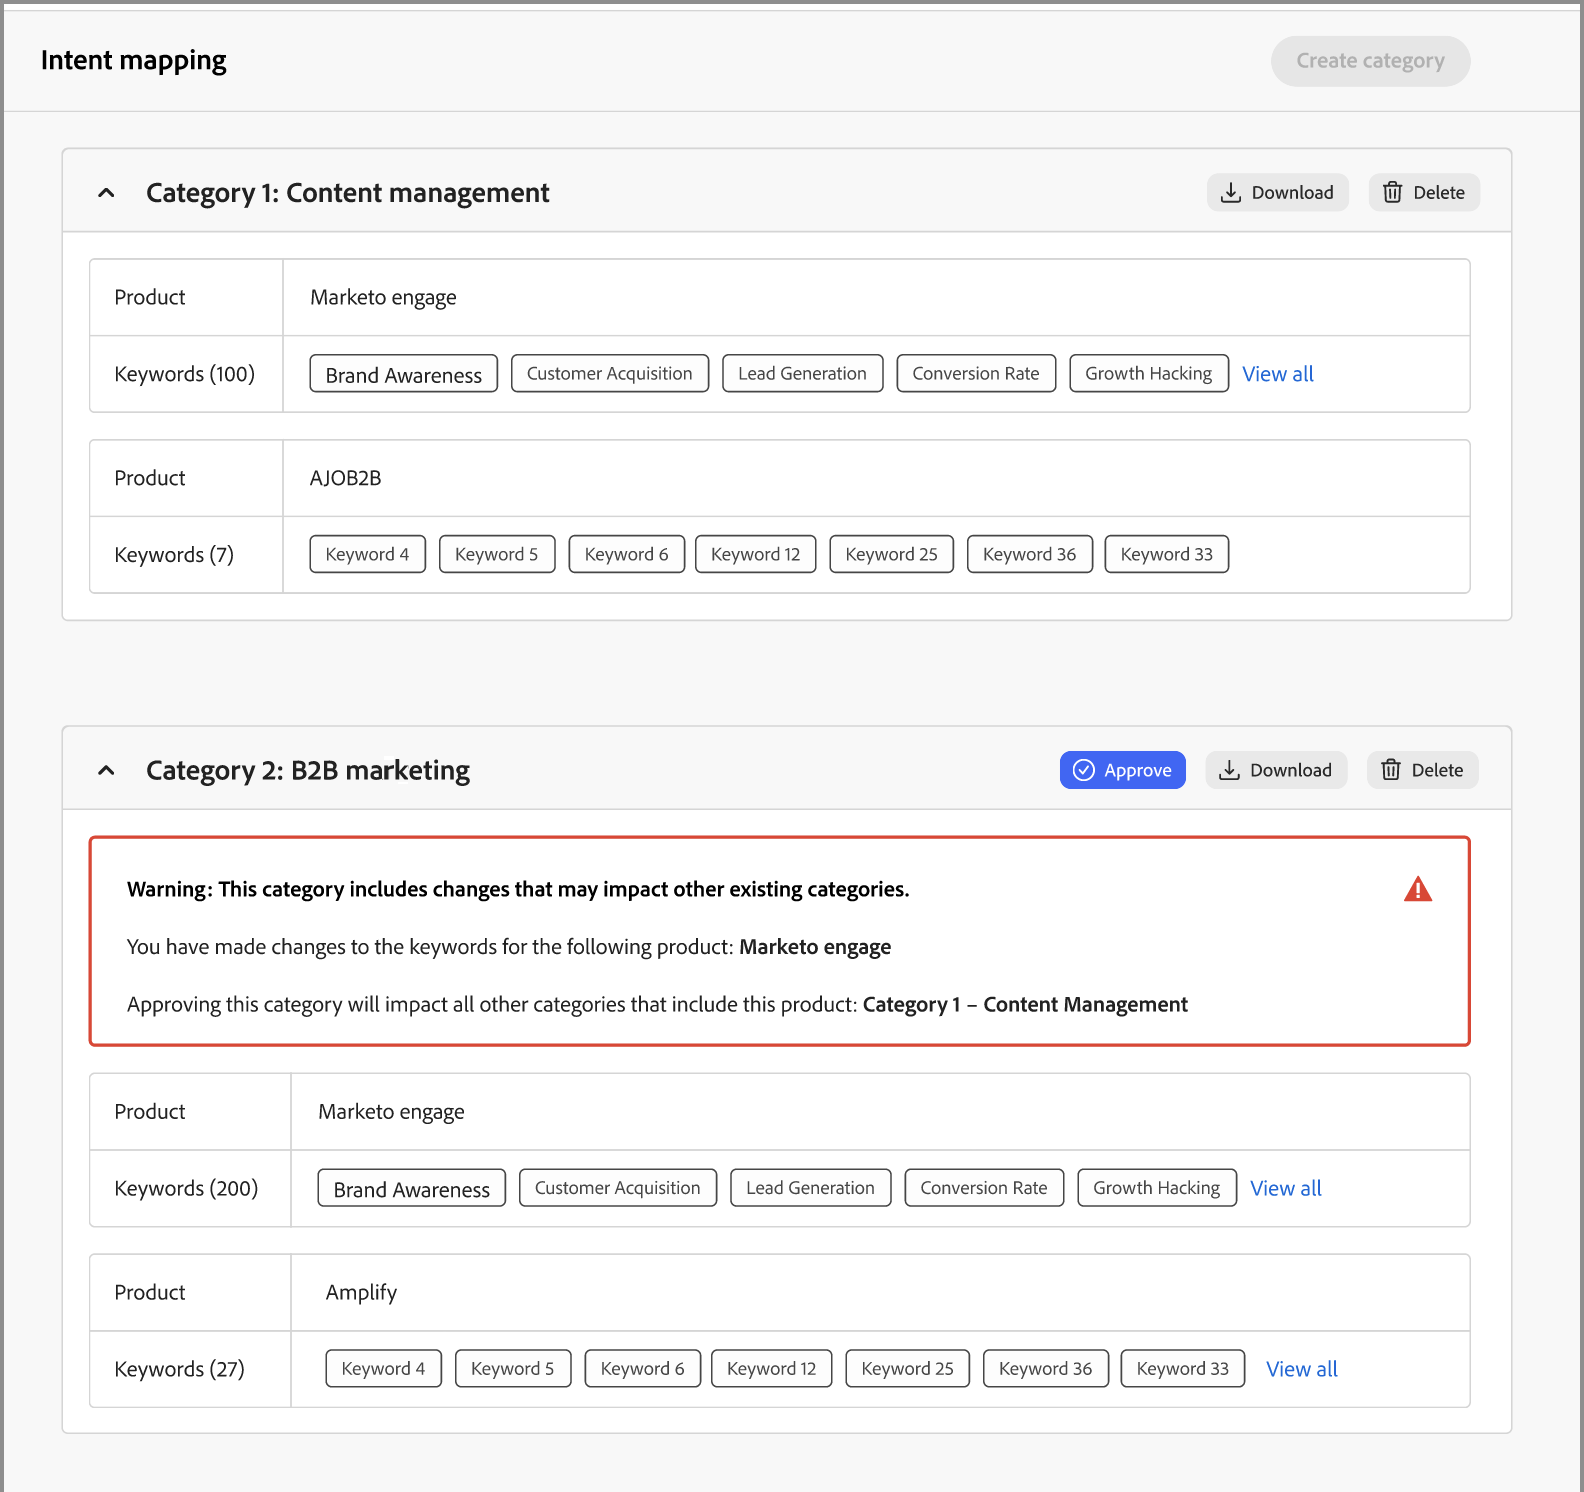 Intent mapping
Create category
Category 1: Content management
Download
Delete
Product
Marketo engage
Keywords (100)
Brand Awareness
Customer Acquisition
Lead Generation
Conversion Rate
Growth Hacking
View all
Product
AJOB2B
Keywords (7)
Keyword 4
Keyword 5
Keyword 6
Keyword 12
Keyword 25
Keyword 36
Keyword 33
Category 2: B2B marketing
Approve
Download
Delete
Warning: This category includes changes that may impact other existing categories.
You have made changes to the keywords for the following product: Marketo engage
Approving this category will impact all other categories that include this product: Category 1 – Content Management
Product
Marketo engage
Keywords (200)
Brand Awareness
Customer Acquisition
Lead Generation
Conversion Rate
Growth Hacking
View all
Product
Amplify
Keywords (27)
Keyword 4
Keyword 5
Keyword 6
Keyword 12
Keyword 25
Keyword 36
Keyword 33
View all